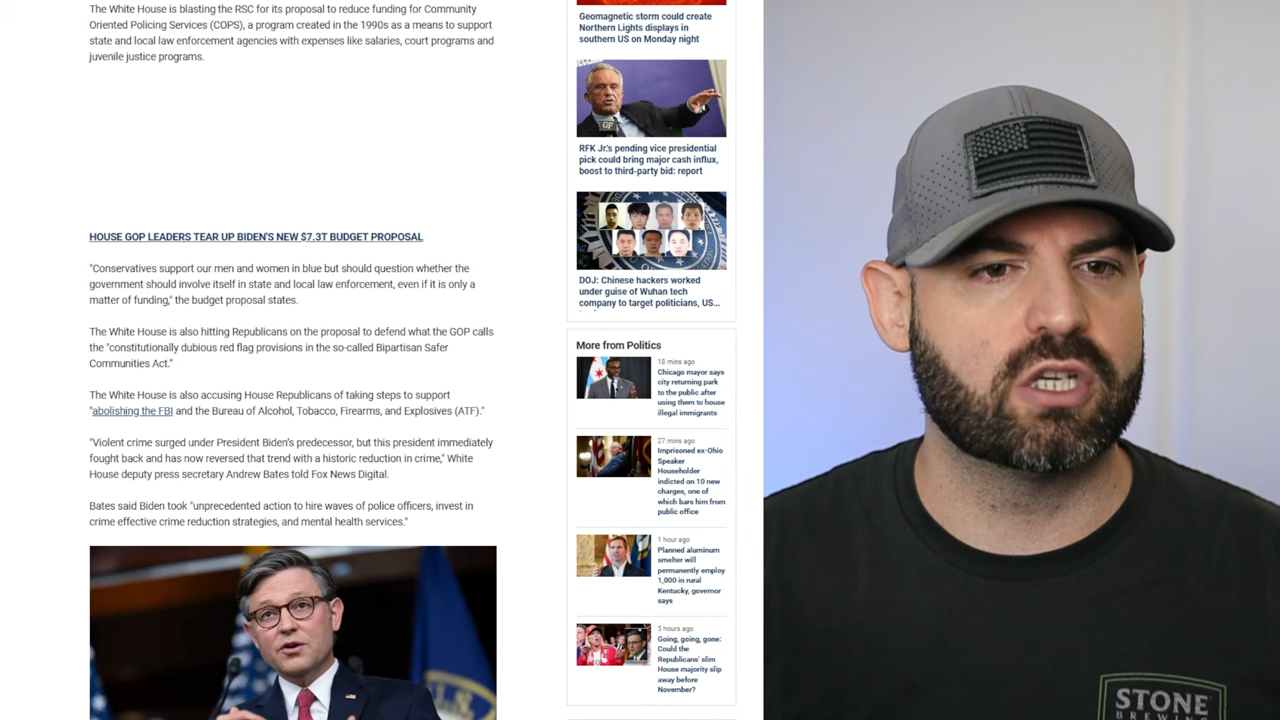 The White House is blasting the RSC for its proposal to reduce funding for Community
Oriented Policing Services (COPS), a program created in the 1990s as a means to support
state and local law enforcement agencies with expenses like salaries, court programs and
juvenile justice programs.
HOUSE GOP LEADERS TEAR UP BIDEN'S NEW $7.3T BUDGET PROPOSAL
"Conservatives support our men and women in blue but should question whether the
government should involve itself in state and local law enforcement, even if it is only a
matter of funding," the budget proposal states.
The White House is also hitting Republicans on the proposal to defend what the GOP calls
the "constitutionally dubious red flag provisions in the so-called Bipartisan Safer
Communities Act."
The White House is also accusing House Republicans of taking steps to support
"abolishing the FBI and the Bureau of Alcohol, Tobacco, Firearms, and Explosives (ATF)."
"Violent crime surged under President Biden's predecessor, but this president immediately
fought back and has now reversed that trend with a historic reduction in crime," White
House deputy press secretary Andrew Bates told Fox News Digital.
Bates said Biden took "unprecedented action to hire waves of police officers, invest in
crime effective crime reduction strategies, and mental health services."
Geomagnetic storm could create
Northern Lights displays in
southern US on Monday night
GF
RFK Jr.'s pending vice presidential
pick could bring major cash influx,
boost to third-party bid: report
DOJ: Chinese hackers worked
under guise of Wuhan tech
company to target politicians, US...
More from Politics
18 mins ago
Chicago mayor says
city returning park
to the public after
using them to house
illegal immigrants
27 mins ago
Imprisoned ex-Ohio
Speaker
Householder
indicted on 10 new
charges, one of
which bars him from
public office
1 hour ago
Planned aluminum
smelter will
permanently employ
1,000 in rural
Kentucky, governor
says
5 hours ago
Going, going, gone:
Could the
Republicans' slim
House majority slip
away before
November?
STONE